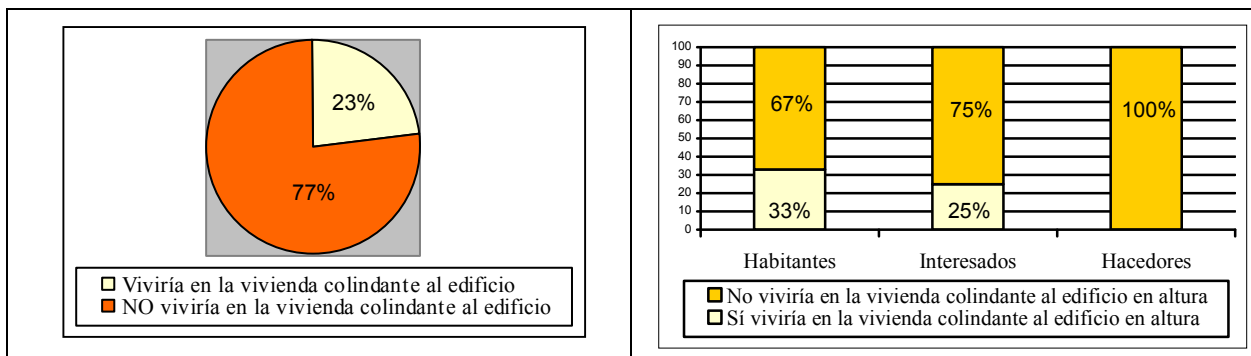 23%
77%
Viviría en la vivienda colindante al edificio
NO viviría en la vivienda colindante al edificio
100
90
80
70
60
50
40
30
20
10
0
67% 75% 100%
33% 25%
Habitantes Interesados Hacedores
No viviría en la vivienda colindante al edificio en altura
Sí viviría en la vivienda colindante al edificio en altura